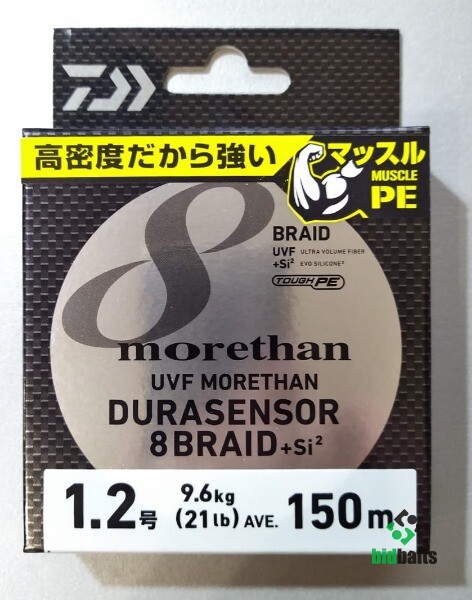 高密度だから強い
マッスル
MUSCLE
PE
8
BRAID
UVF ULTRA VOLUME FIBER
+Si² EVO SILICONE²
TOUGH PE
morethan
UVF MORETHAN
DURASENSOR
8BRAID+Si²
1.2号 9.6kg (21lb) AVE. 150m
bidbaits